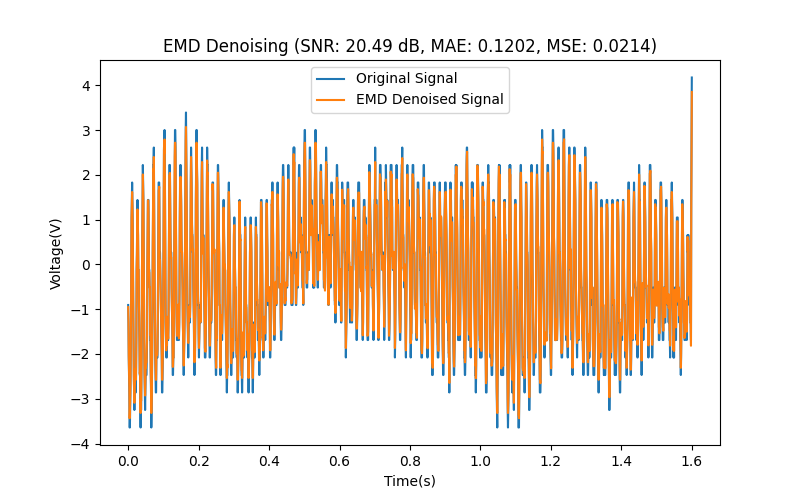 EMD Denoising (SNR: 20.49 dB, MAE: 0.1202, MSE: 0.0214)
Original Signal
EMD Denoised Signal
Voltage(V)
4
3
2
1
0
−1
−2
−3
−4
0.0 0.2 0.4 0.6 0.8 1.0 1.2 1.4 1.6
Time(s)